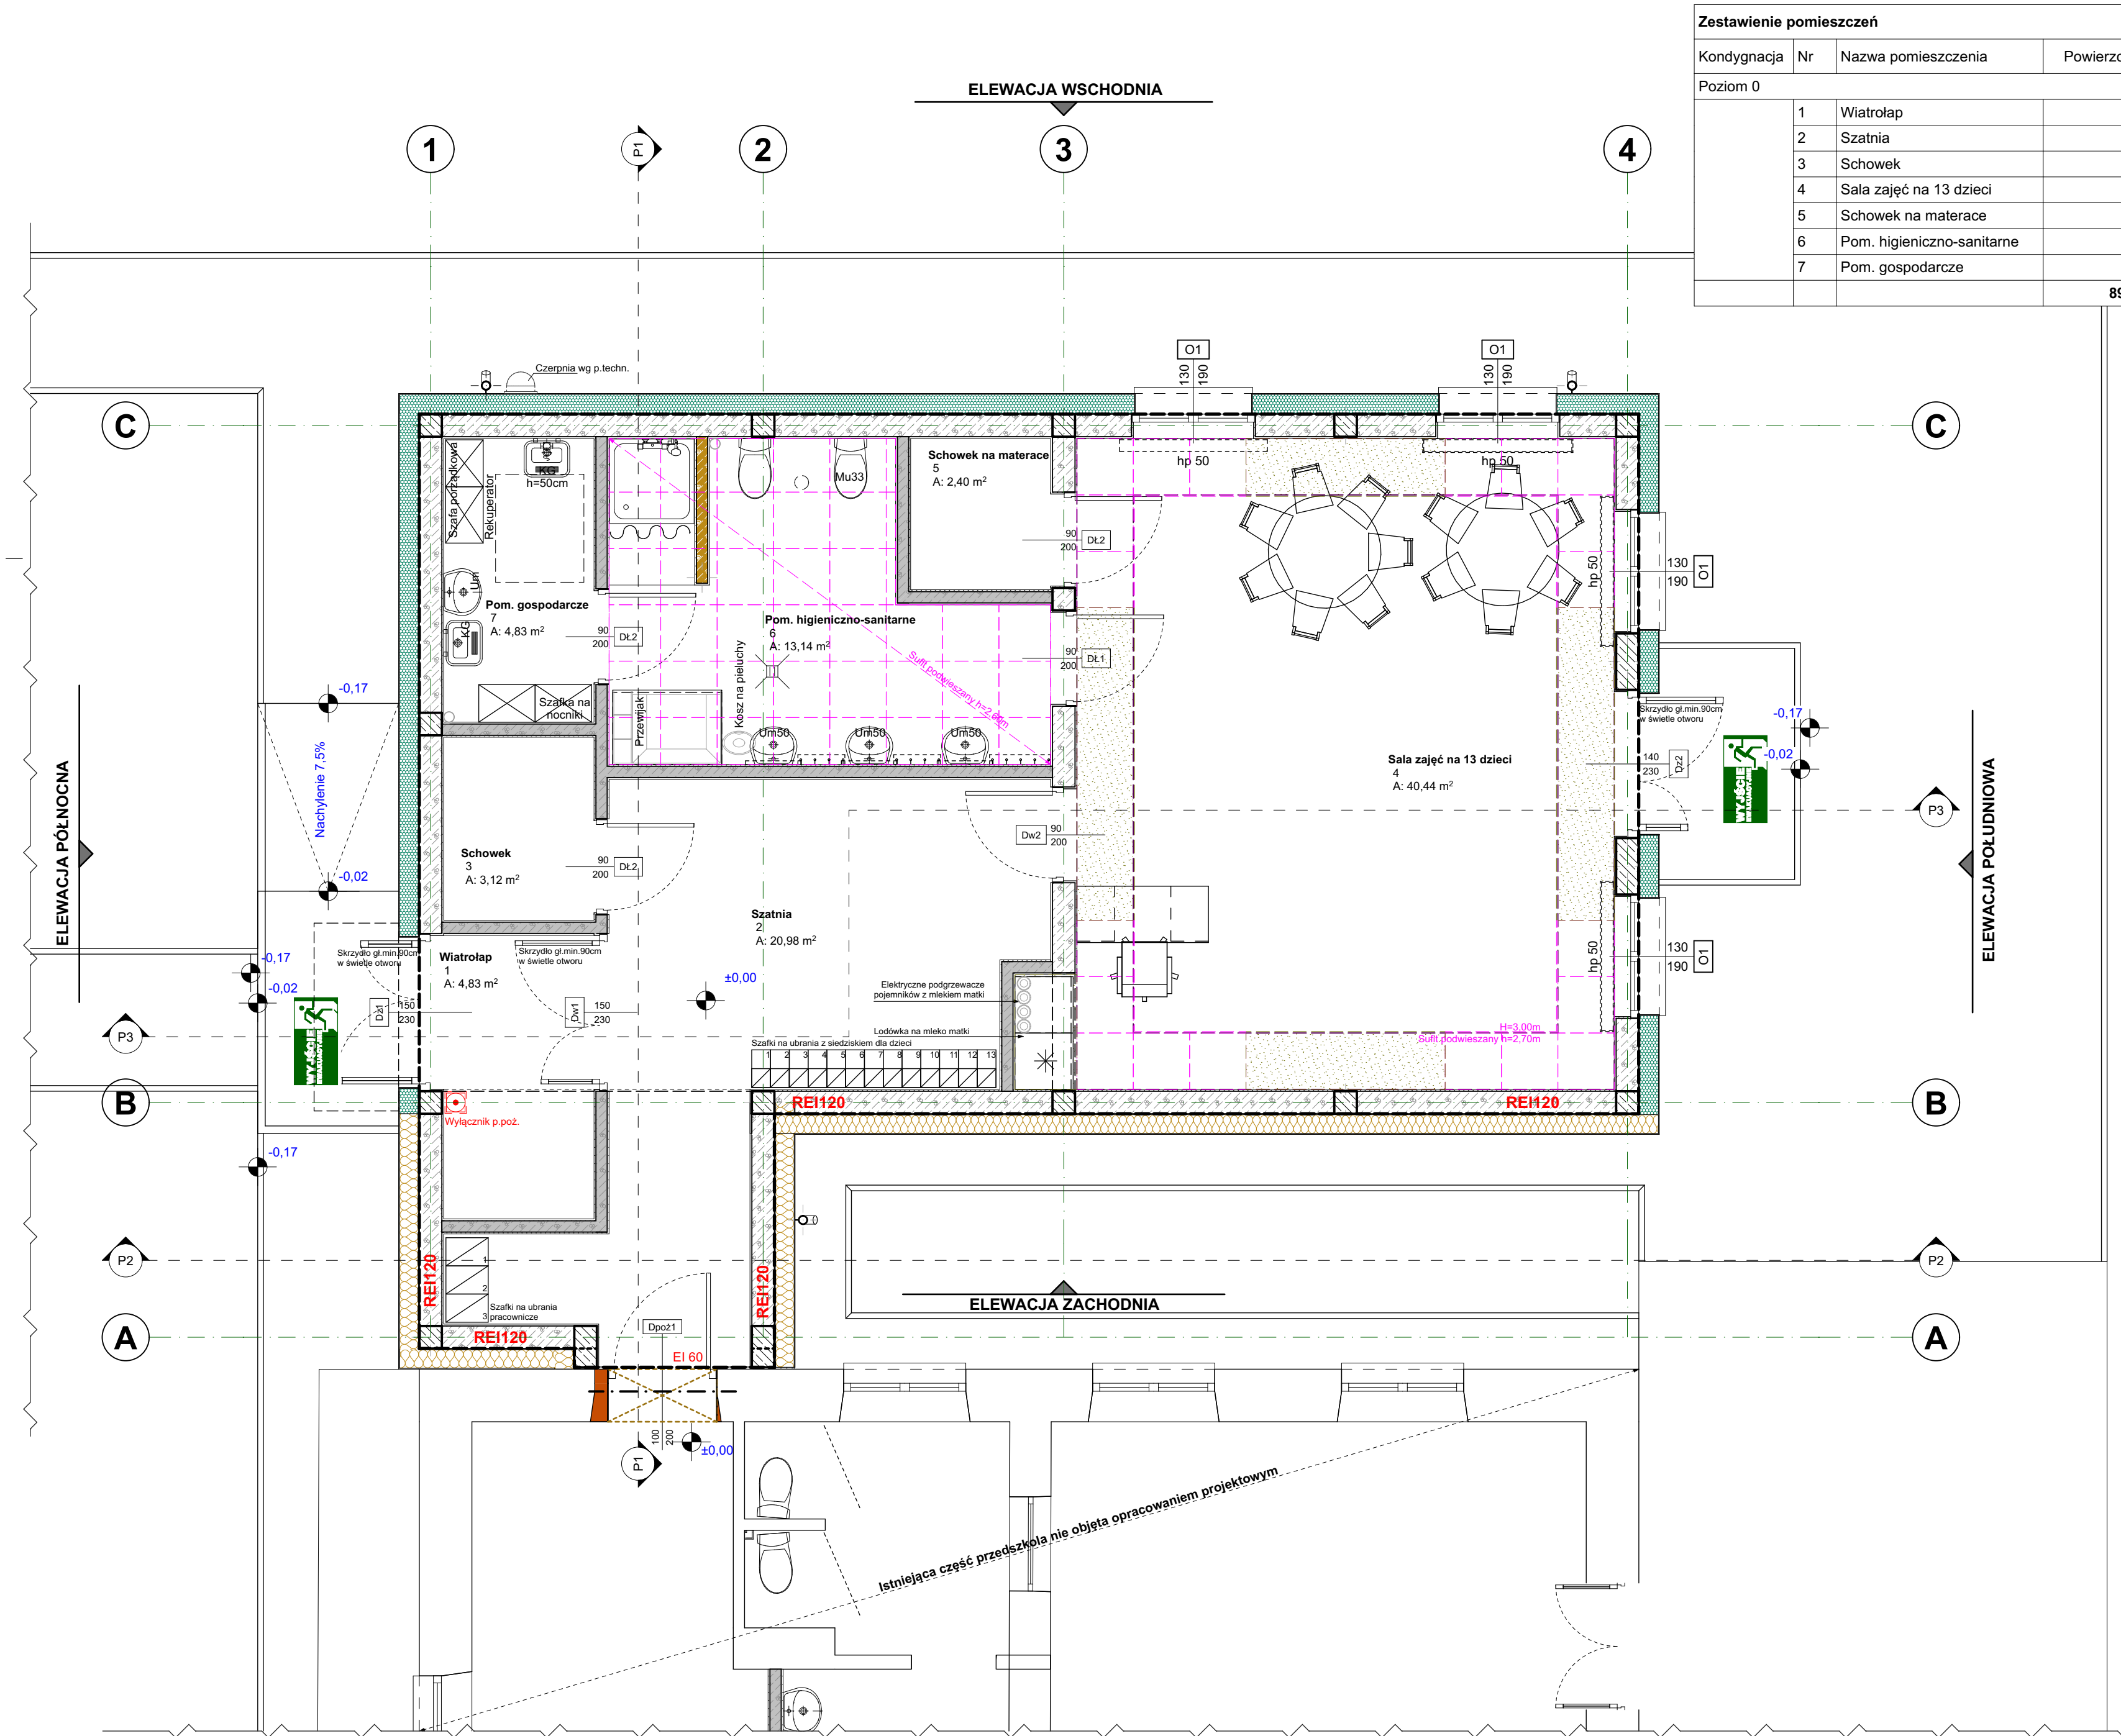 Zestawienie pomieszczeń
Kondygnacja Nr Nazwa pomieszczenia
Poziom 0
1 Wiatrołap
2 Szatnia
3 Schowek
4 Sala zajęć na 13 dzieci
5 Schowek na materace
6 Pom. higieniczno-sanitarne
7 Pom. gospodarcze
89
ELEWACJA WSCHODNIA
1
P1
2
3
4
Czerpnia wg p.techn.
O1
130
190
O1
130
190
C
C
Szafa porządkowa
Rekuperator
KG
h=50cm
Mu33
Schowek na materace
5
A: 2,40 m²
hp 50
hp 50
90
200
DŁ2
hp 50
130
190
O1
Um
KG
Pom. gospodarcze
7
A: 4,83 m²
90
200
DŁ2
Pom. higieniczno-sanitarne
6
A: 13,14 m²
Sufit podwieszany h=2,60m
90
200
DŁ1
Szafka na
nocniki
Przewijak
Kosz na pieluchy
Um50
Um50
Um50
-0,17
Nachylenie 7,5%
-0,02
Skrzydło gł.min.90cm
w świetle otworu
-0,17
-0,02
140
230
Dz2
Wyjście
Sala zajęć na 13 dzieci
4
A: 40,44 m²
P3
ELEWACJA PÓŁNOCNA
ELEWACJA POŁUDNIOWA
Dw2
90
200
Schowek
3
A: 3,12 m²
90
200
DŁ2
Szatnia
2
A: 20,98 m²
Skrzydło gł.min.90cm
w świetle otworu
Wiatrołap
1
A: 4,83 m²
Skrzydło gł.min.90cm
w świetle otworu
-0,17
-0,02
±0,00
hp 50
130
190
O1
Dz1
150
230
Dw1
150
230
Elektryczne podgrzewacze
pojemników z mlekiem matki
Lodówka na mleko matki
Szafki na ubrania z siedziskiem dla dzieci
1 2 3 4 5 6 7 8 9 10 11 12 13
H=3,00m
Sufit podwieszany h=2,70m
P3
B
B
REI120
REI120
Wyłącznik p.poż.
-0,17
P2
P2
REI120
REI120
1
2
3
Szafki na ubrania
pracownicze
ELEWACJA ZACHODNIA
A
A
REI120
Dpoż1
EI 60
100
200
±0,00
P1
Istniejąca część przedszkola nie objęta opracowaniem projektowym